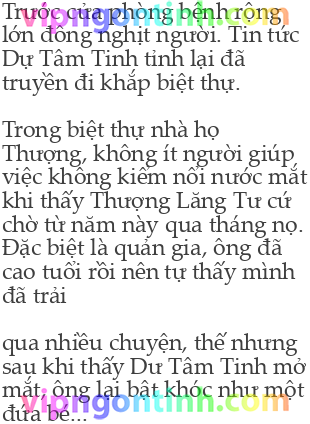 Trước cửa phòng bệnh rộng
lớn đông nghịt người. Tin tức
Dư Tâm Tinh tỉnh lại đã
truyền đi khắp biệt thự.
Trong biệt thự nhà họ
Thượng, không ít người giúp
việc không kiềm nổi nước mắt
khi thấy Thượng Lăng Tư cứ
chờ từ năm này qua tháng nọ.
Đặc biệt là quản gia, ông đã
cao tuổi rồi nên tự thấy mình
đã trải
qua nhiều chuyện, thế nhưng
sau khi thấy Dư Tâm Tinh mở
mắt, ông lại bật khóc như một
đứa bé...
vipngontinh.com
vipngontinh.com